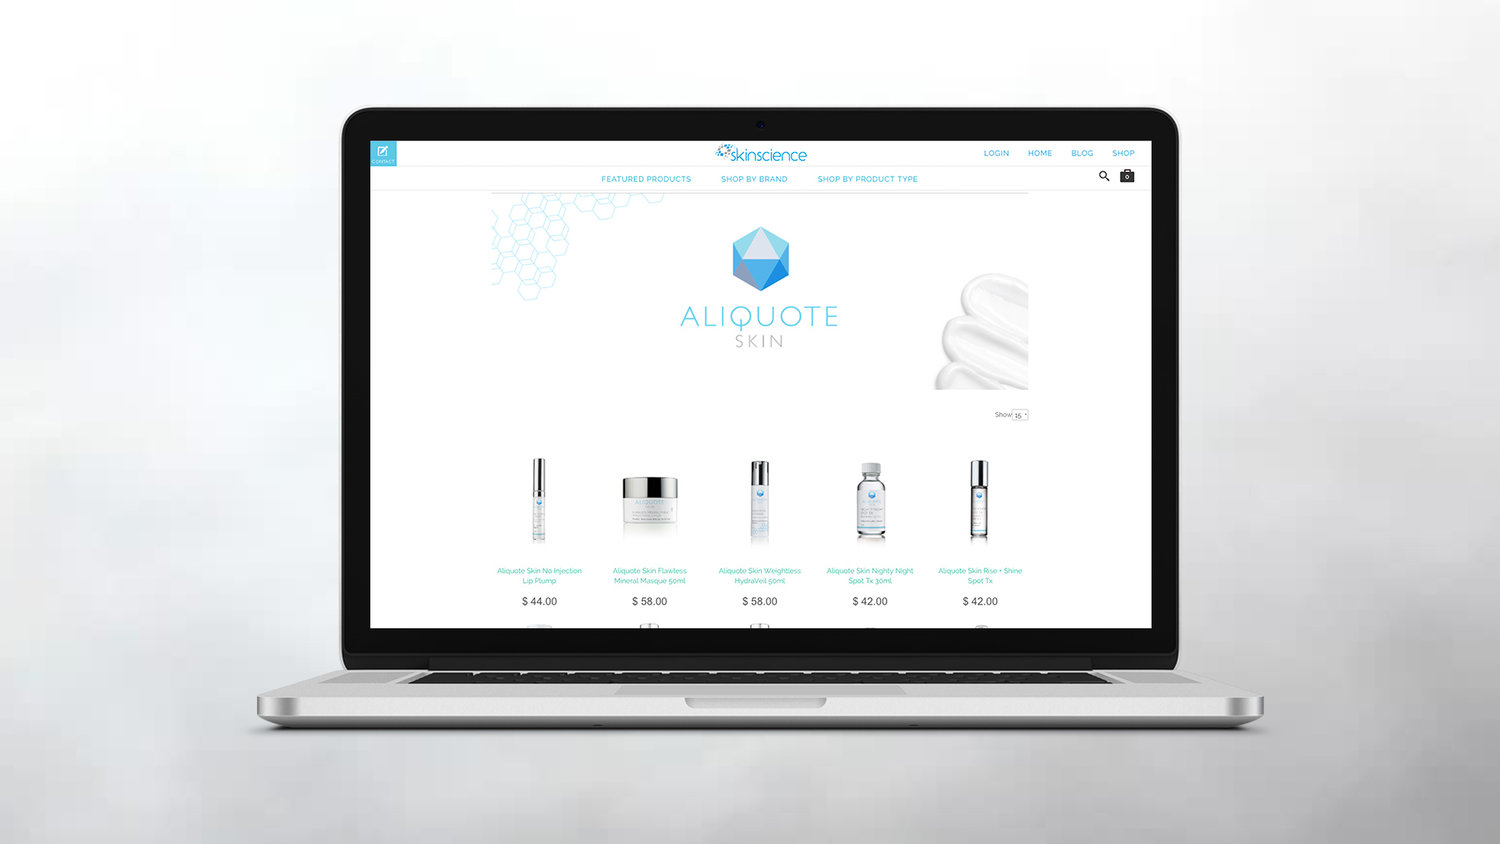 CONTACT
skinscience
LOGIN HOME BLOG SHOP
FEATURED PRODUCTS SHOP BY BRAND SHOP BY PRODUCT TYPE
0
ALIQUOTE
SKIN
Show 15
ALIQUOTE
SKIN
ALIQUOTE
Aliquote Skin No Injection
Lip Plump
$ 44.00
Aliquote Skin Flawless
Mineral Masque 50ml
$ 58.00
Aliquote Skin Weightless
HydraVeil 50ml
$ 58.00
Aliquote Skin Nighty Night
Spot Tx 30ml
$ 42.00
Aliquote Skin Rise + Shine
Spot Tx
$ 42.00